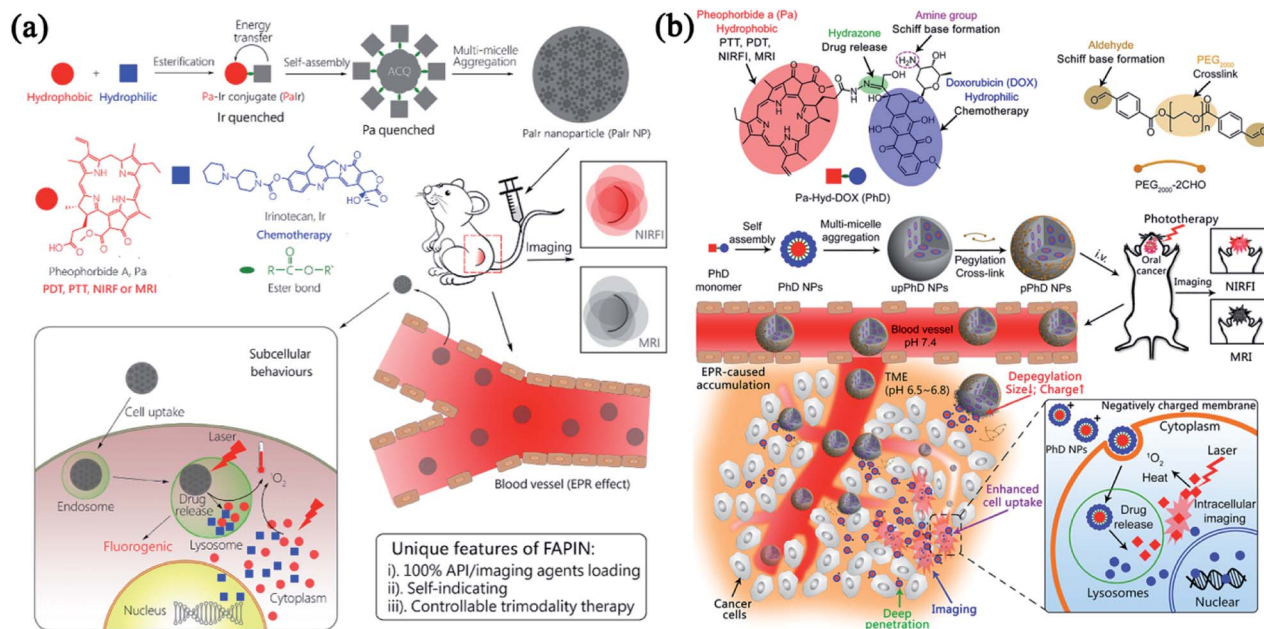 (a)
Energy
transfer
Esterification
Self-assembly
Multi-micelle
Aggregation
ACQ
Hydrophobic
+
Hydrophilic
Pa-Ir conjugate (PaIr)
Ir quenched
Pa quenched
PaIr nanoparticle (PaIr NP)
Irinotecan, Ir
Chemotherapy
Pheophorbide A, Pa
PDT, PTT, NIRF or MRI
Ester bond
Imaging
NIRFI
MRI
Subcellular
behaviours
Cell uptake
Laser
¹O₂
Endosome
Drug
release
Lysosome
Fluorogenic
Cytoplasm
Nucleus
Blood vessel (EPR effect)
Unique features of FAPIN:
i). 100% API/imaging agents loading
ii). Self-indicating
iii). Controllable trimodality therapy
(b)
Pheophorbide a (Pa)
Hydrophobic
PTT, PDT,
NIRFI, MRI
Hydrazone
Drug release
Amine group
Schiff base formation
Doxorubicin (DOX)
Hydrophilic
Chemotherapy
Pa-Hyd-DOX (PhD)
Aldehyde
Schiff base formation
PEG₂₀₀₀
Crosslink
PEG₂₀₀₀-2CHO
Self
assembly
Multi-micelle
aggregation
Pegylation
Cross-link
i.v.
PhD
monomer
PhD NPs
upPhD NPs
pPhD NPs
Phototherapy
Oral
cancer
Imaging
NIRFI
MRI
Blood vessel
pH 7.4
EPR-caused
accumulation
TME
(pH 6.5~6.8)
Depegylation
Size↓; Charge↑
Enhanced
cell uptake
Cancer
cells
Deep
penetration
Imaging
Negatively charged membrane
PhD NPs
Cytoplasm
¹O₂
Heat
Laser
Drug
release
Intracellular
imaging
Lysosomes
Nuclear